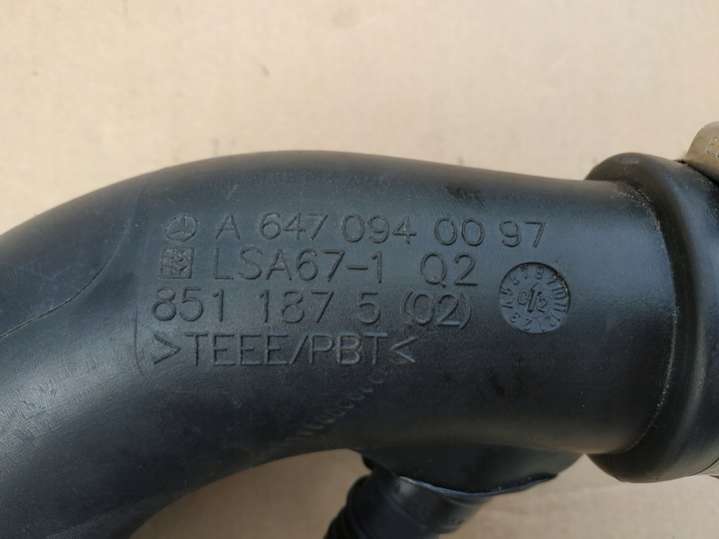 A 647 094 00 97
LSA67-1 Q2
851 187 5 (02)
>TEEE/PBT<